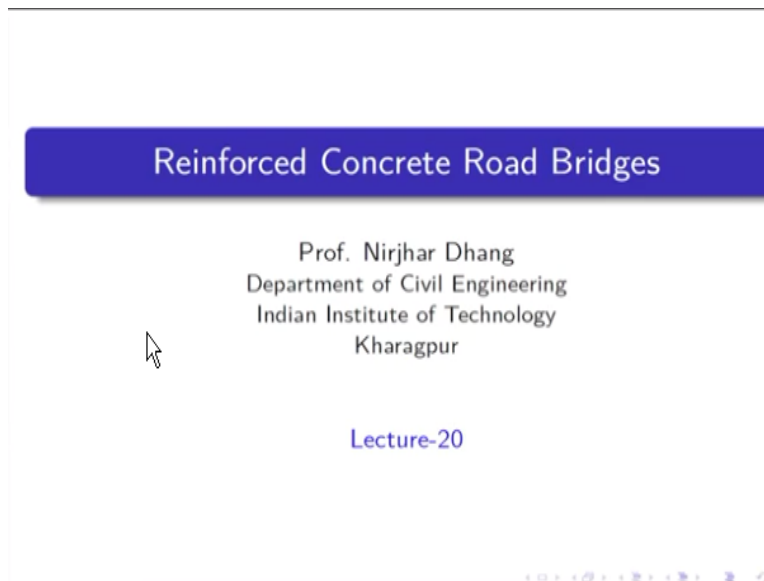 Reinforced Concrete Road Bridges
Prof. Nirjhar Dhang
Department of Civil Engineering
Indian Institute of Technology
Kharagpur
Lecture-20